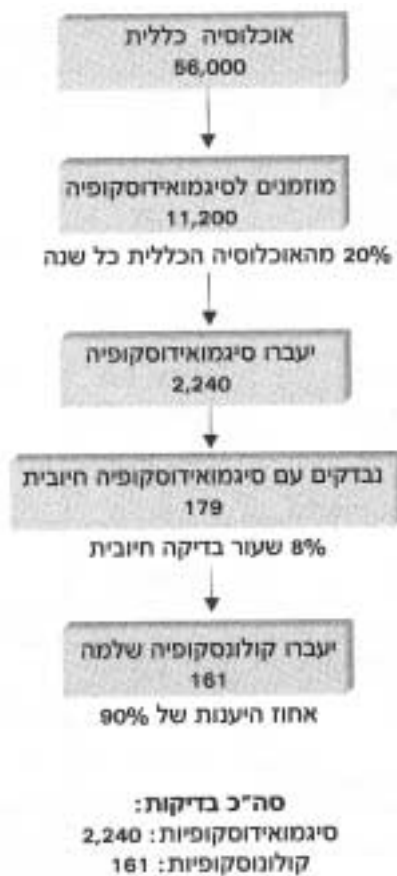 אוכלוסיה כללית
56,000
מוזמנים לסיגמואידוסקופיה
11,200
20% מהאוכלוסיה הכללית כל שנה
יעברו סיגמואידוסקופיה
2,240
נבדקים עם סיגמואידוסקופיה חיובית
179
8% שעור בדיקה חיובית
יעברו קולונסקופיה שלמה
161
אחוז היענות של 90%
סה"כ בדיקות:
סיגמואידוסקופיות: 2,240
קולונוסקופיות: 161